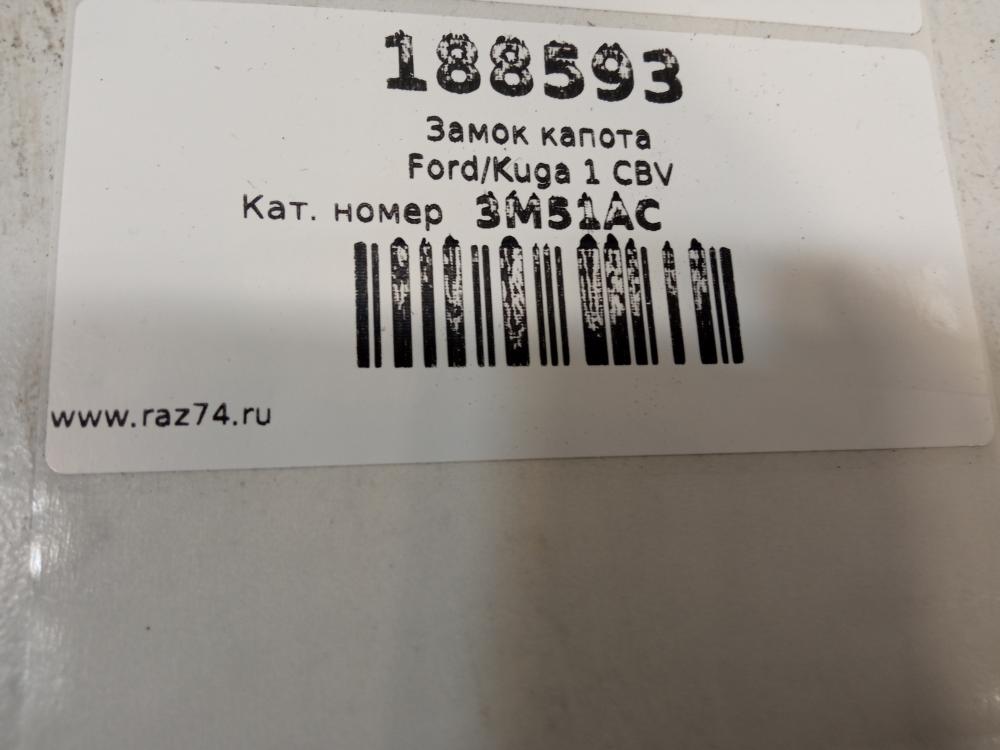 188593
Замок капота
Ford/Kuga 1 CBV
Кат. номер 3M51AC
www.raz74.ru